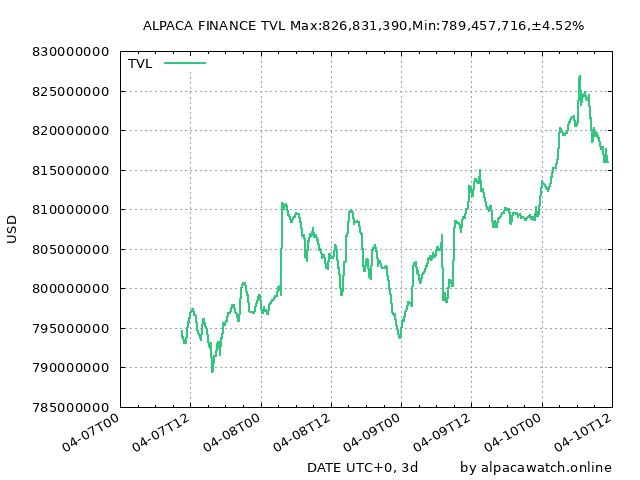 ALPACA FINANCE TVL Max:826,831,390,Min:789,457,716,±4.52%
830000000
TVL
825000000
820000000
815000000
810000000
USD
805000000
800000000
795000000
790000000
785000000
04-07T00
04-07T12
04-08T00
04-08T12
04-09T00
04-09T12
04-10T00
04-10T12
DATE UTC+0, 3d
by alpacawatch.online